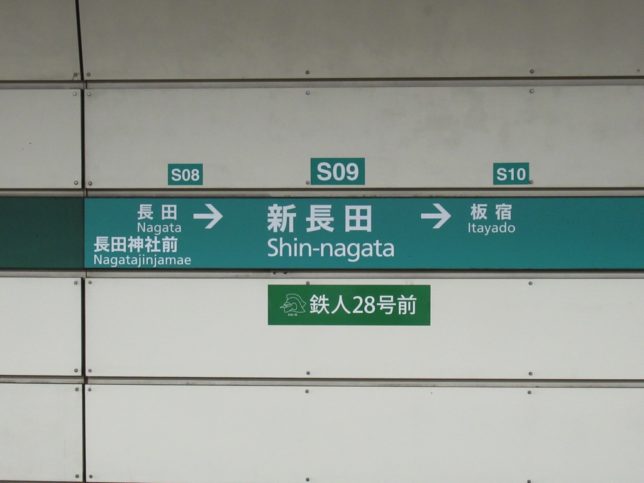 S08
S09
S10
長田
Nagata
長田神社前
Nagatajinjamae
→
新長田
Shin-nagata
→
板宿
Itayado
鉄人28号前